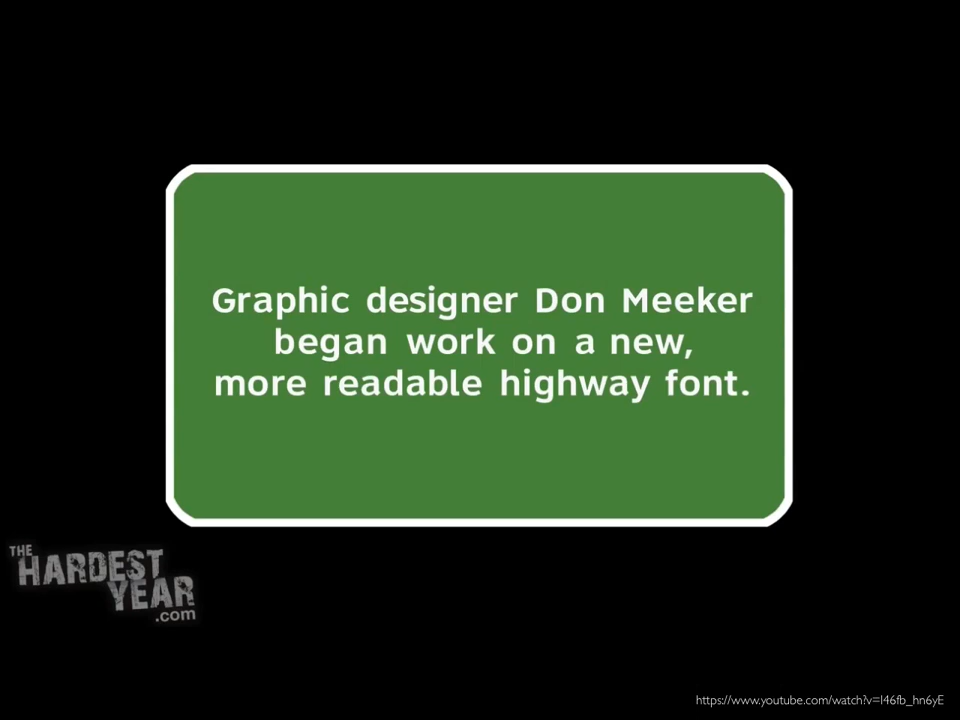 Graphic designer Don Meeker
began work on a new,
more readable highway font.
THE
HARDEST
YEAR
.com
https://www.youtube.com/watch?v=I46fb_hn6yE